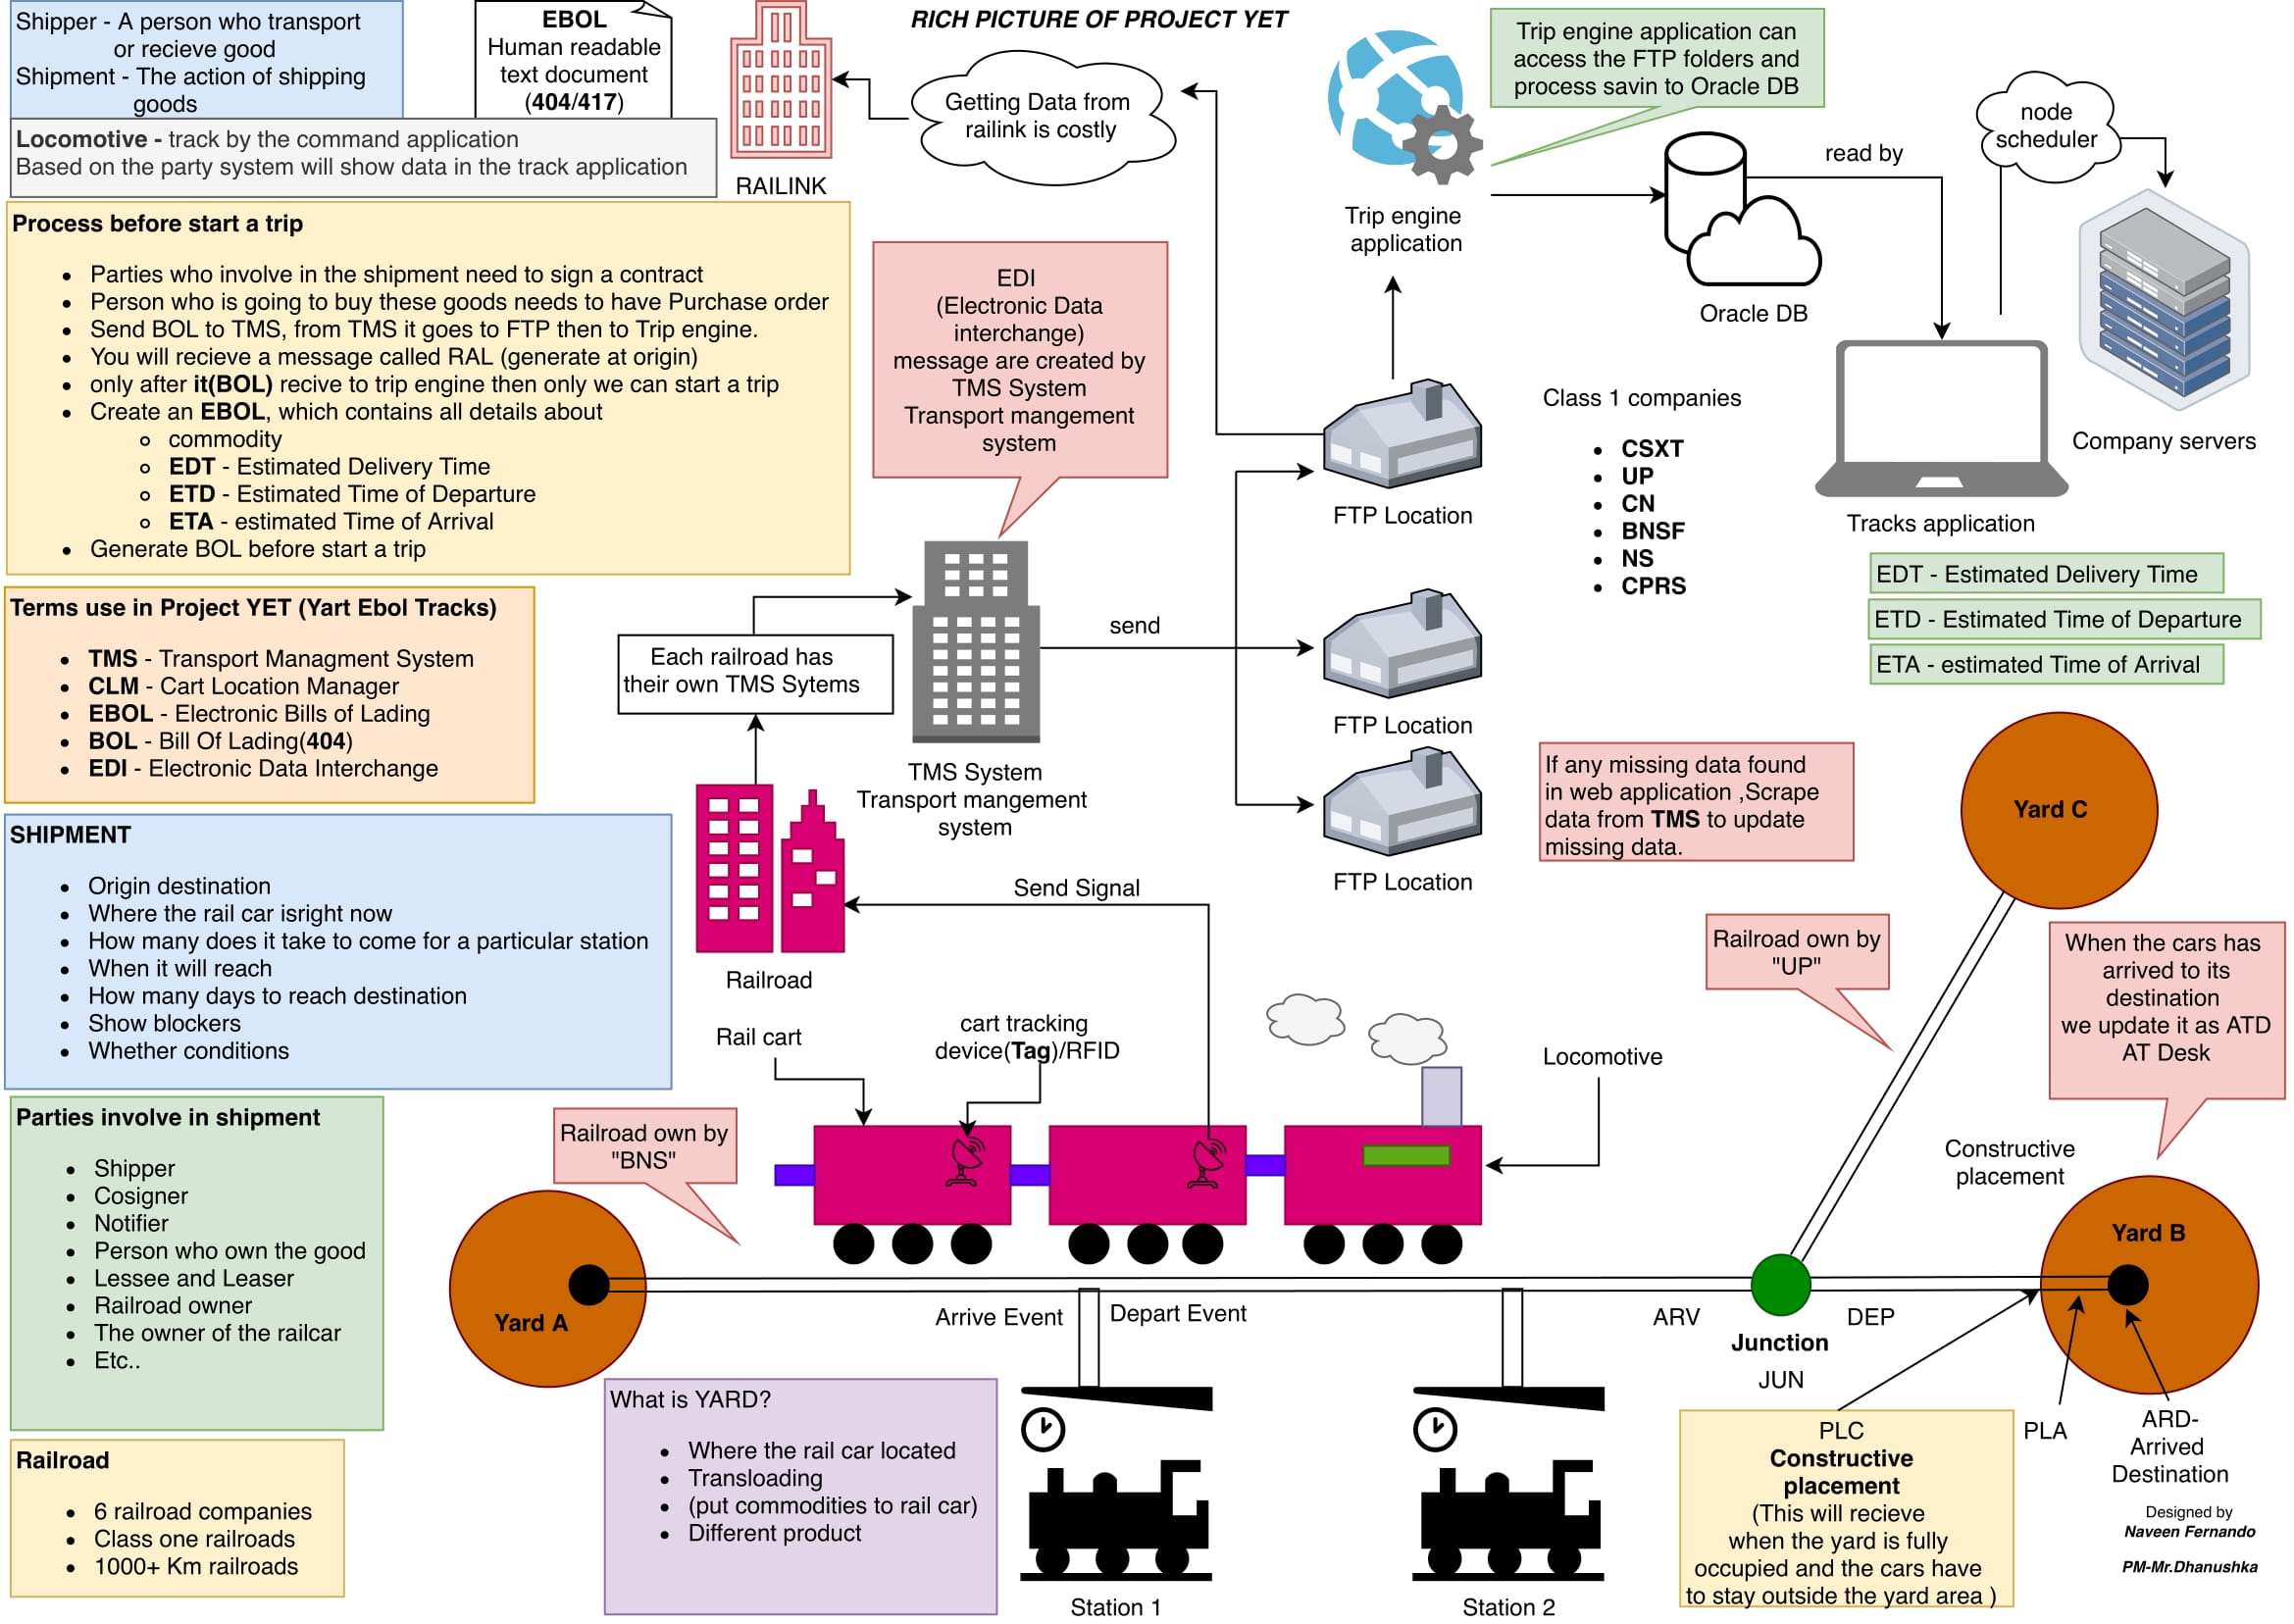 RICH PICTURE OF PROJECT YET
Shipper - A person who transport
or recieve good
Shipment - The action of shipping
goods
EBOL
Human readable
text document
(404/417)
Locomotive - track by the command application
Based on the party system will show data in the track application
RAILINK
Getting Data from
railink is costly
Trip engine application can
access the FTP folders and
process savin to Oracle DB
Trip engine
application
read by
Oracle DB
node
scheduler
Company servers
Tracks application
Process before start a trip
Parties who involve in the shipment need to sign a contract
Person who is going to buy these goods needs to have Purchase order
Send BOL to TMS, from TMS it goes to FTP then to Trip engine.
You will recieve a message called RAL (generate at origin)
only after it(BOL) recive to trip engine then only we can start a trip
Create an EBOL, which contains all details about
commodity
EDT - Estimated Delivery Time
ETD - Estimated Time of Departure
ETA - estimated Time of Arrival
Generate BOL before start a trip
EDI
(Electronic Data
interchange)
message are created by
TMS System
Transport mangement
system
FTP Location
Class 1 companies
CSXT
UP
CN
BNSF
NS
CPRS
EDT - Estimated Delivery Time
ETD - Estimated Time of Departure
ETA - estimated Time of Arrival
Terms use in Project YET (Yart Ebol Tracks)
TMS - Transport Managment System
CLM - Cart Location Manager
EBOL - Electronic Bills of Lading
BOL - Bill Of Lading(404)
EDI - Electronic Data Interchange
Each railroad has
their own TMS Sytems
send
FTP Location
TMS System
Transport mangement
system
FTP Location
If any missing data found
in web application ,Scrape
data from TMS to update
missing data.
Yard C
SHIPMENT
Origin destination
Where the rail car isright now
How many does it take to come for a particular station
When it will reach
How many days to reach destination
Show blockers
Whether conditions
Railroad
Send Signal
Rail cart
cart tracking
device(Tag)/RFID
Locomotive
Railroad own by
"UP"
When the cars has
arrived to its
destination
we update it as ATD
AT Desk
Parties involve in shipment
Shipper
Cosigner
Notifier
Person who own the good
Lessee and Leaser
Railroad owner
The owner of the railcar
Etc..
Railroad own by
"BNS"
Yard A
Constructive
placement
Yard B
Arrive Event
Depart Event
ARV
Junction
JUN
DEP
Railroad
6 railroad companies
Class one railroads
1000+ Km railroads
What is YARD?
Where the rail car located
Transloading
(put commodities to rail car)
Different product
Station 1
Station 2
PLC
Constructive
placement
(This will recieve
when the yard is fully
occupied and the cars have
to stay outside the yard area )
PLA
ARD-
Arrived
Destination
Designed by
Naveen Fernando
PM-Mr.Dhanushka